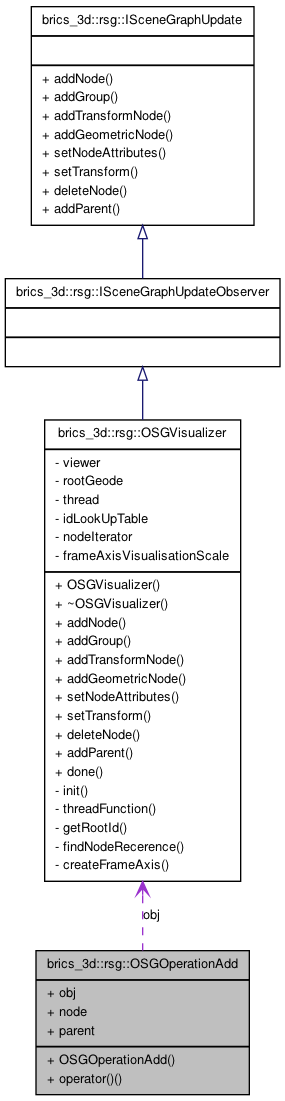 brics_3d::rsg::ISceneGraphUpdate
+ addNode()
+ addGroup()
+ addTransformNode()
+ addGeometricNode()
+ setNodeAttributes()
+ setTransform()
+ deleteNode()
+ addParent()
brics_3d::rsg::ISceneGraphUpdateObserver
brics_3d::rsg::OSGVisualizer
- viewer
- rootGeode
- thread
- idLookUpTable
- nodeIterator
- frameAxisVisualisationScale
+ OSGVisualizer()
+ ~OSGVisualizer()
+ addNode()
+ addGroup()
+ addTransformNode()
+ addGeometricNode()
+ setNodeAttributes()
+ setTransform()
+ deleteNode()
+ addParent()
+ done()
- init()
- threadFunction()
- getRootId()
- findNodeRecerence()
- createFrameAxis()
obj
brics_3d::rsg::OSGOperationAdd
+ obj
+ node
+ parent
+ OSGOperationAdd()
+ operator()()